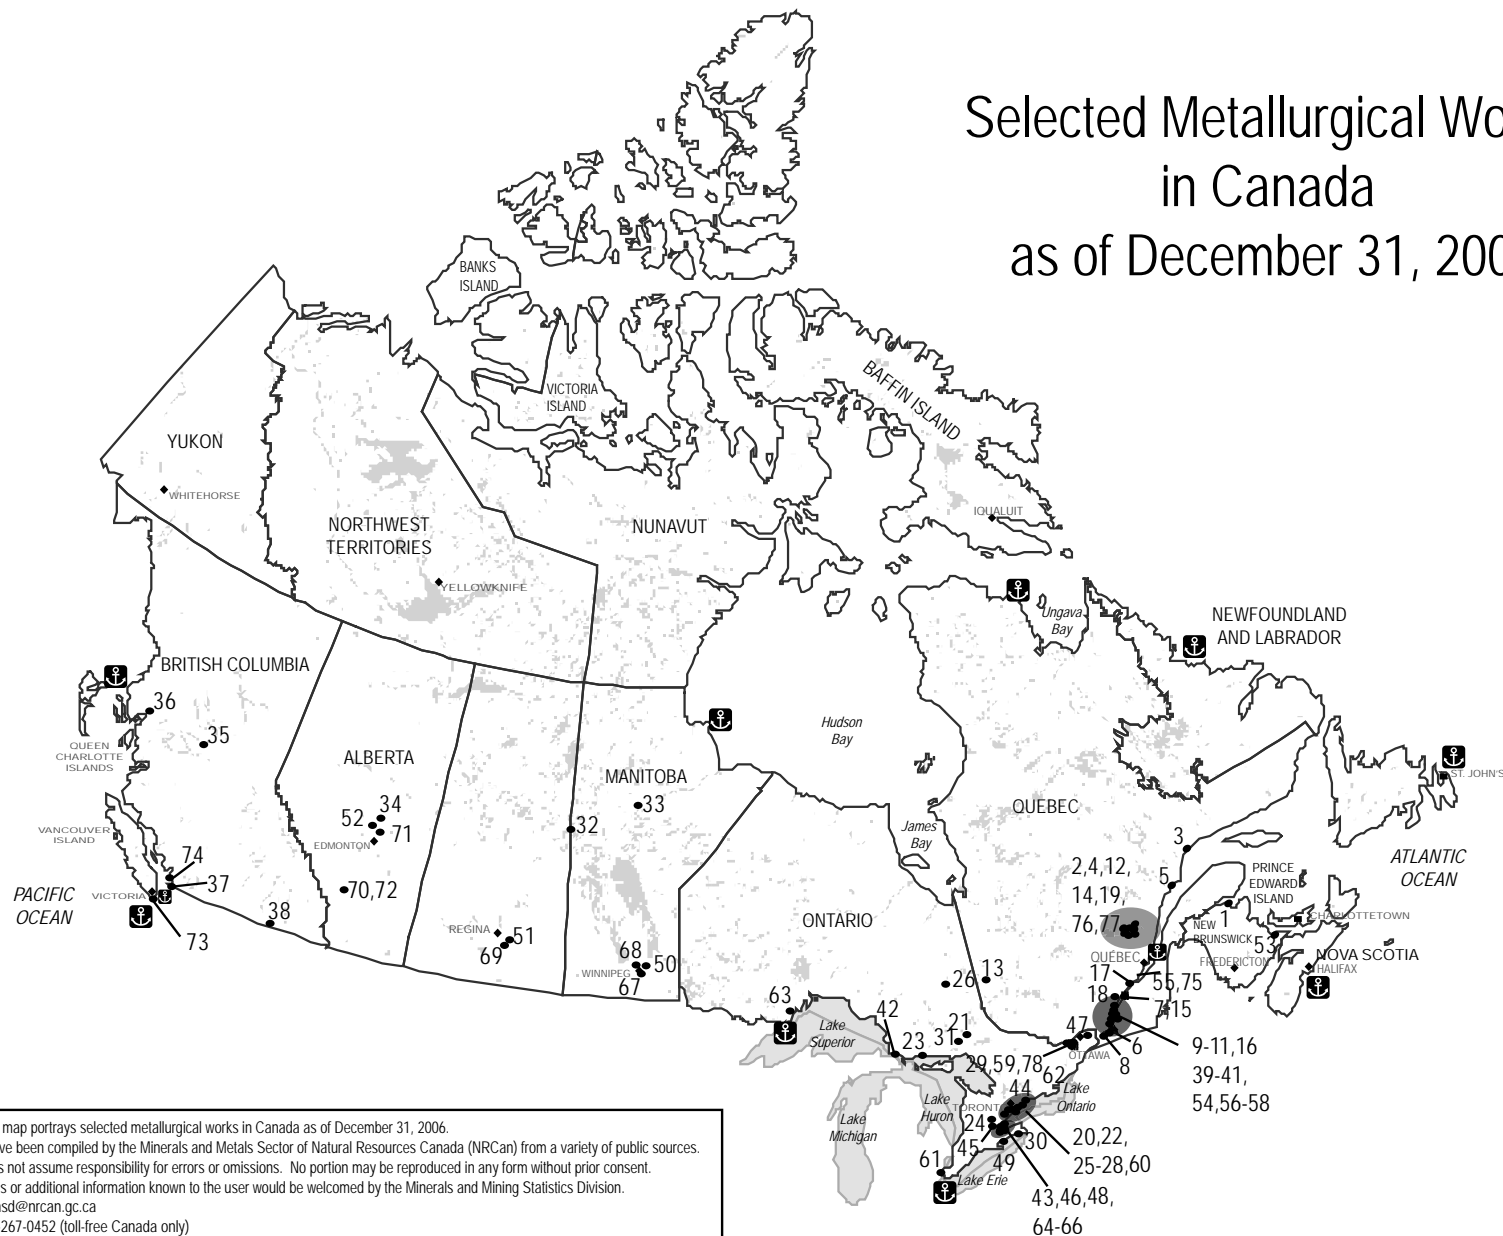 Selected Metallurgical Wo
in Canada
as of December 31, 200
BANKS
ISLAND
VICTORIA
ISLAND
BAFFIN ISLAND
YUKON
WHITEHORSE
NORTHWEST
TERRITORIES
NUNAVUT
IQUALUIT
YELLOWKNIFE
Ungava
Bay
NEWFOUNDLAND
AND LABRADOR
BRITISH COLUMBIA
36
35
QUEEN
CHARLOTTE
ISLANDS
Hudson
Bay
ALBERTA
MANITOBA
33
ST. JOHN'S
QUEBEC
34
52
71
EDMONTON
32
VANCOUVER
ISLAND
James
Bay
3
ATLANTIC
OCEAN
74
37
VICTORIA
PACIFIC
OCEAN
73
38
70,72
2,4,12,
14,19,
76,77
5
PRINCE
EDWARD
ISLAND
1
CHARLOTTETOWN
NEW
BRUNSWICK
53
ONTARIO
REGINA
51
69
68
50
WINNIPEG
67
QUÉBEC
FREDERICTON
NOVA SCOTIA
HALIFAX
26
13
17
55,75
18
7,15
63
42
Lake
Superior
23
31
21
47
OTTAWA
6
8
9-11,16
39-41,
54,56-58
29,59,78
62
44
Lake
Ontario
Lake
Huron
TORONT
Lake
Michigan
24
45
30
49
20,22,
25-28,60
61
Lake Erie
43,46,48,
64-66
map portrays selected metallurgical works in Canada as of December 31, 2006.
ve been compiled by the Minerals and Metals Sector of Natural Resources Canada (NRCan) from a variety of public sources.
s not assume responsibility for errors or omissions. No portion may be reproduced in any form without prior consent.
s or additional information known to the user would be welcomed by the Minerals and Mining Statistics Division.
sd@nrcan.gc.ca
267-0452 (toll-free Canada only)